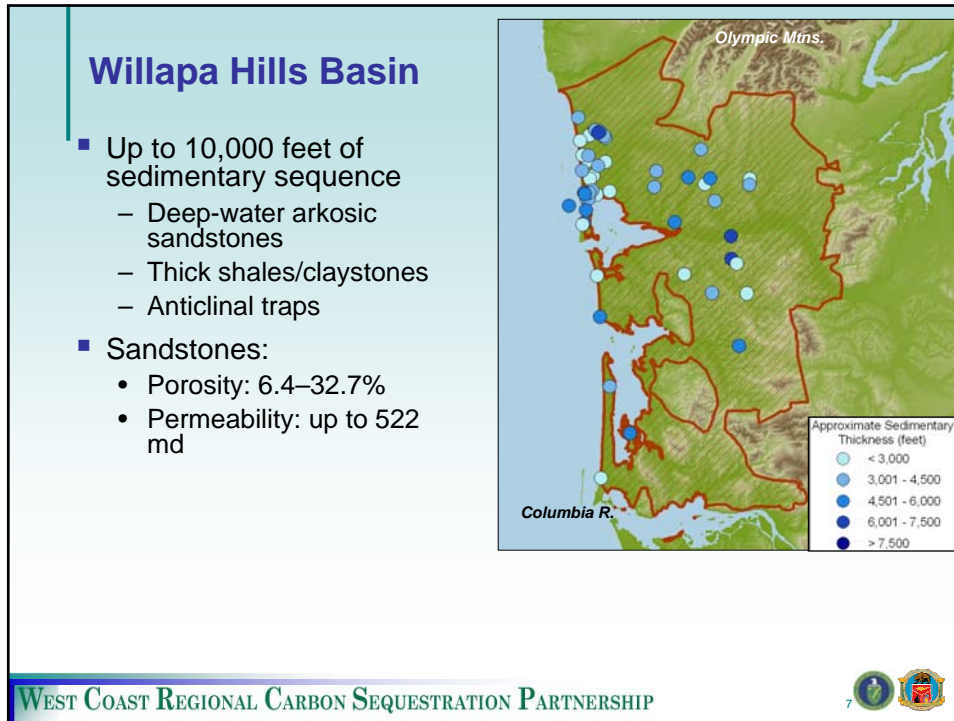 Willapa Hills Basin
▪ Up to 10,000 feet of
sedimentary sequence
– Deep-water arkosic
sandstones
– Thick shales/claystones
– Anticlinal traps
▪ Sandstones:
• Porosity: 6.4–32.7%
• Permeability: up to 522
md
Olympic Mtns.
Columbia R.
Approximate Sedimentary
Thickness (feet)
< 3,000
3,001 - 4,500
4,501 - 6,000
6,001 - 7,500
> 7,500
WEST COAST REGIONAL CARBON SEQUESTRATION PARTNERSHIP
7